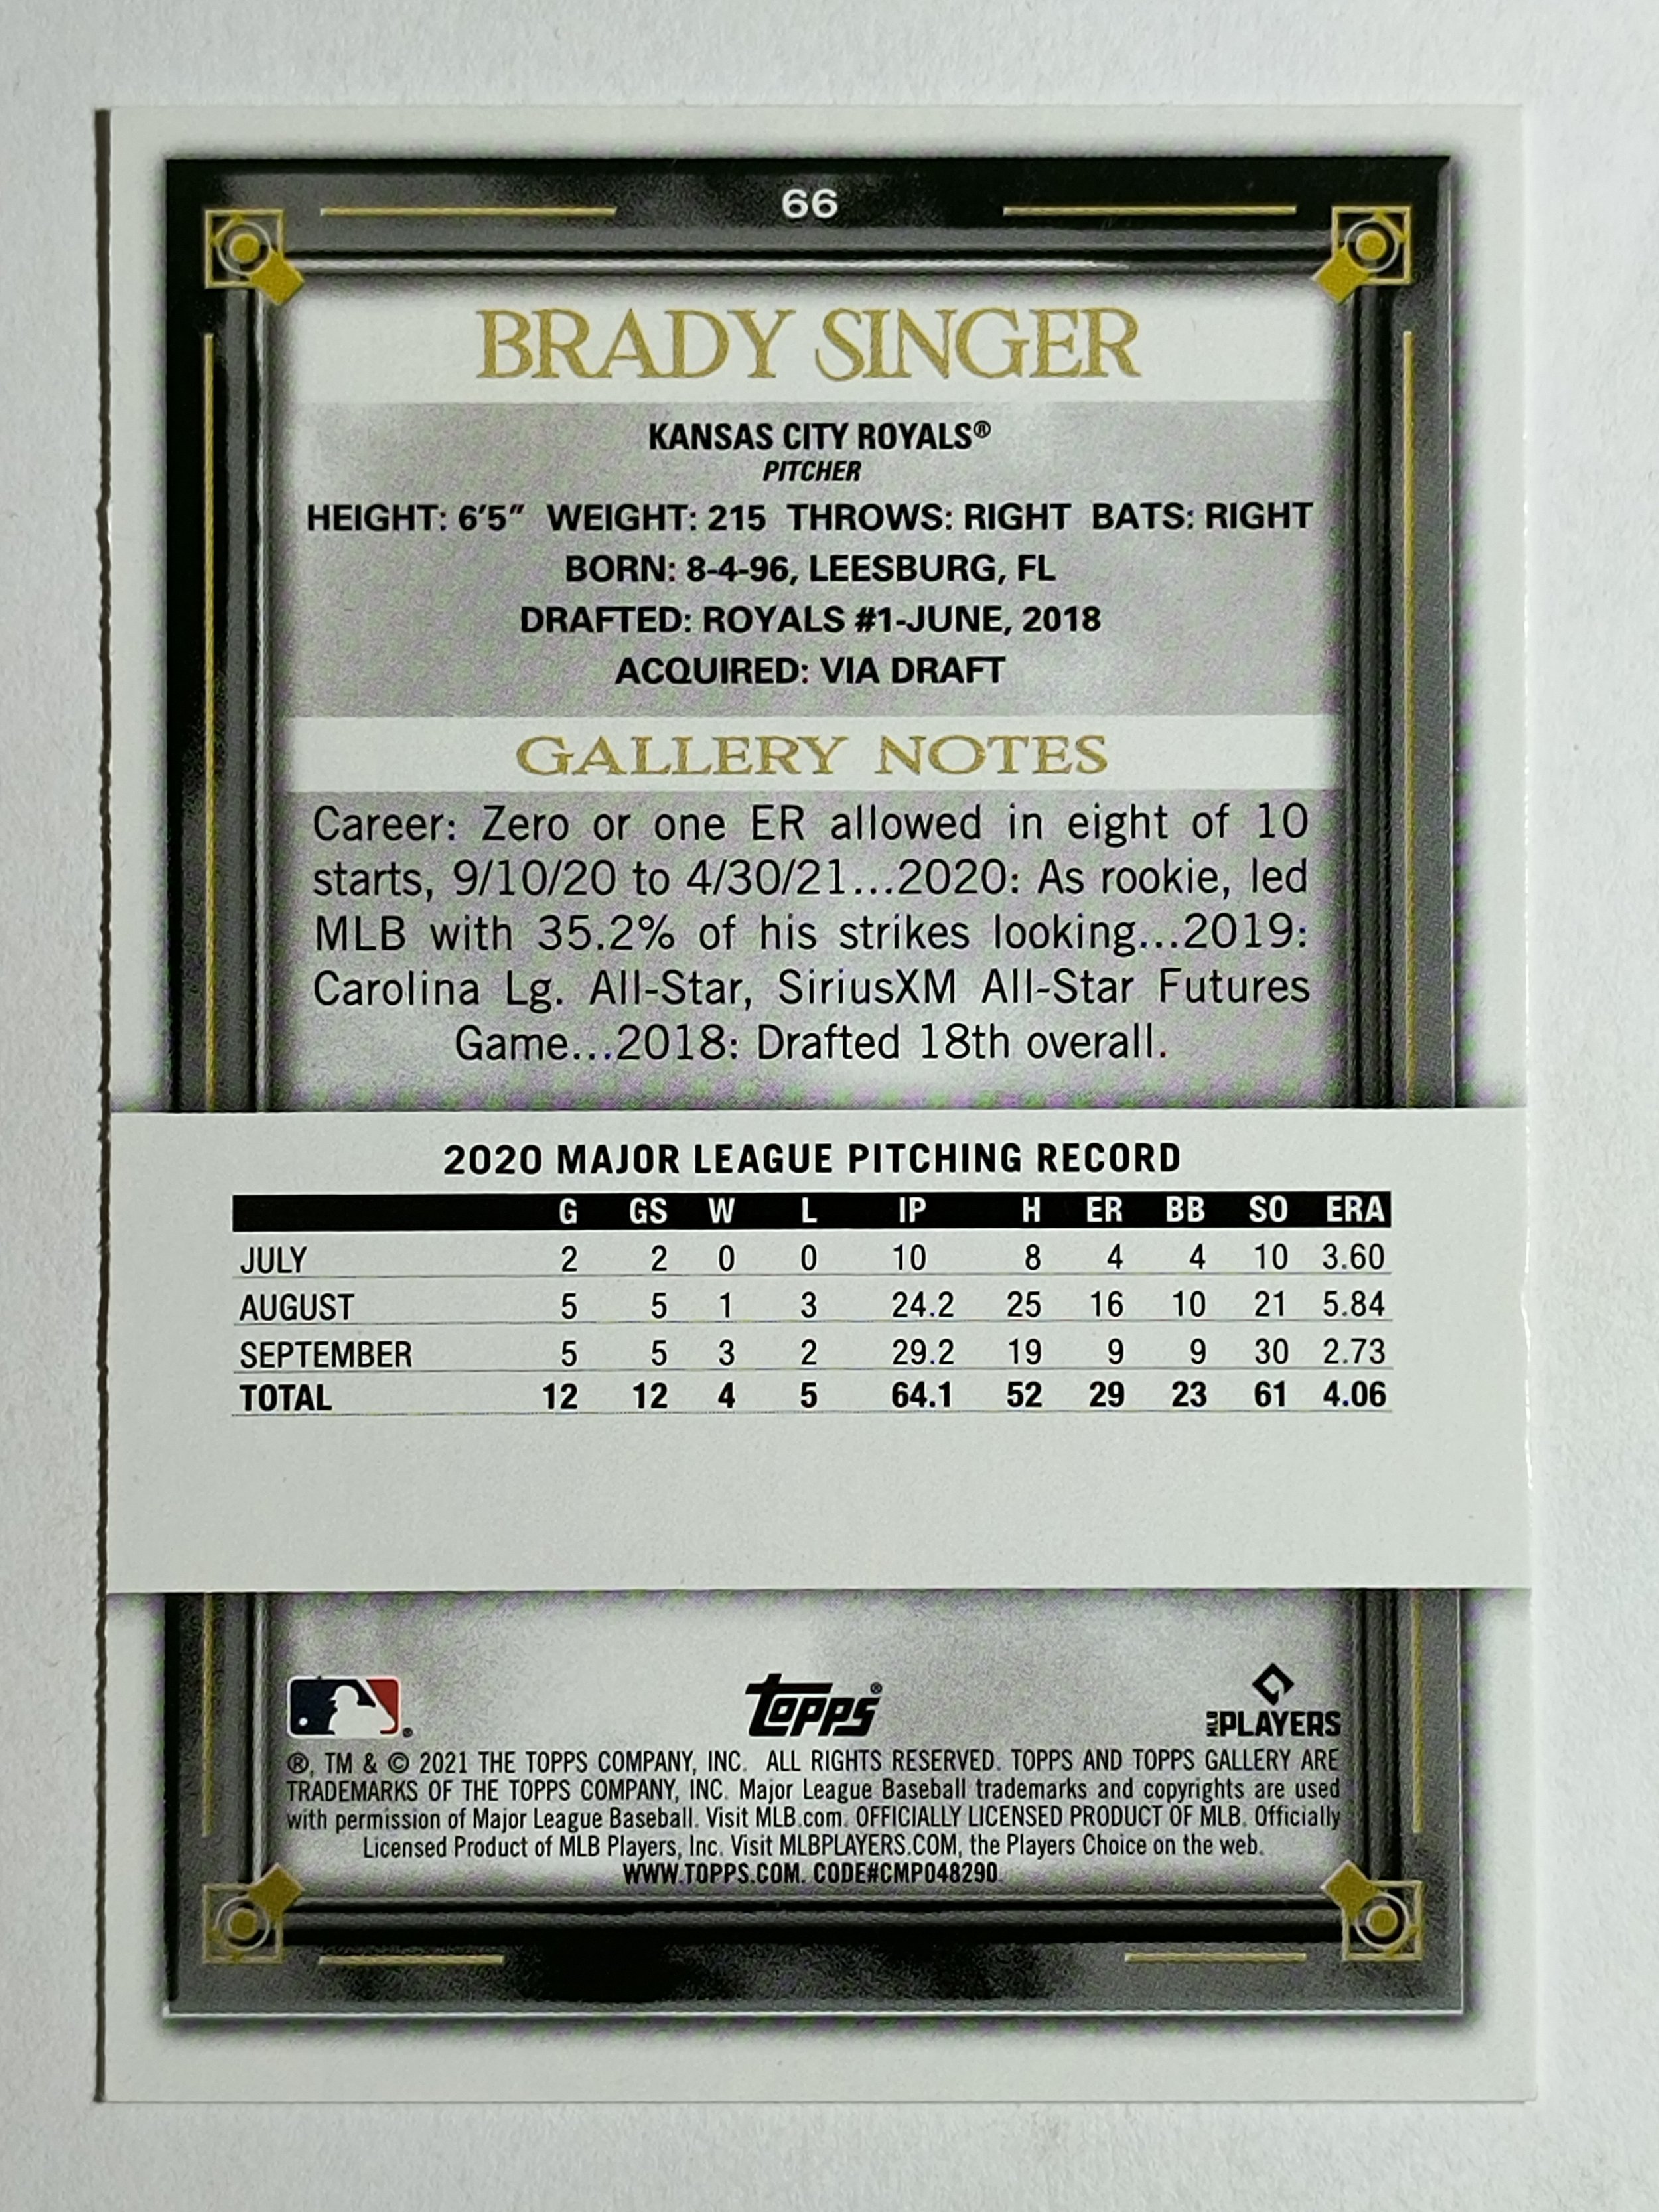 66
BRADY SINGER
KANSAS CITY ROYALS®
PITCHER
HEIGHT: 6'5" WEIGHT: 215 THROWS: RIGHT BATS: RIGHT
BORN: 8-4-96, LEESBURG, FL
DRAFTED: ROYALS #1-JUNE, 2018
ACQUIRED: VIA DRAFT
GALLERY NOTES
Career: Zero or one ER allowed in eight of 10
starts, 9/10/20 to 4/30/21...2020: As rookie, led
MLB with 35.2% of his strikes looking...2019:
Carolina Lg. All-Star, SiriusXM All-Star Futures
Game...2018: Drafted 18th overall.
2020 MAJOR LEAGUE PITCHING RECORD
G GS W L IP H ER BB SO ERA
JULY 2 2 0 0 10 8 4 4 10 3.60
AUGUST 5 5 1 3 24.2 25 16 10 21 5.84
SEPTEMBER 5 5 3 2 29.2 19 9 9 30 2.73
TOTAL 12 12 4 5 64.1 52 29 23 61 4.06
® topps® MLB PLAYERS
®, TM & © 2021 THE TOPPS COMPANY, INC. ALL RIGHTS RESERVED. TOPPS AND TOPPS GALLERY ARE
TRADEMARKS OF THE TOPPS COMPANY, INC. Major League Baseball trademarks and copyrights are used
with permission of Major League Baseball. Visit MLB.com. OFFICIALLY LICENSED PRODUCT OF MLB. Officially
Licensed Product of MLB Players, Inc. Visit MLBPLAYERS.COM, the Players Choice on the web.
WWW.TOPPS.COM. CODE#CMP048290